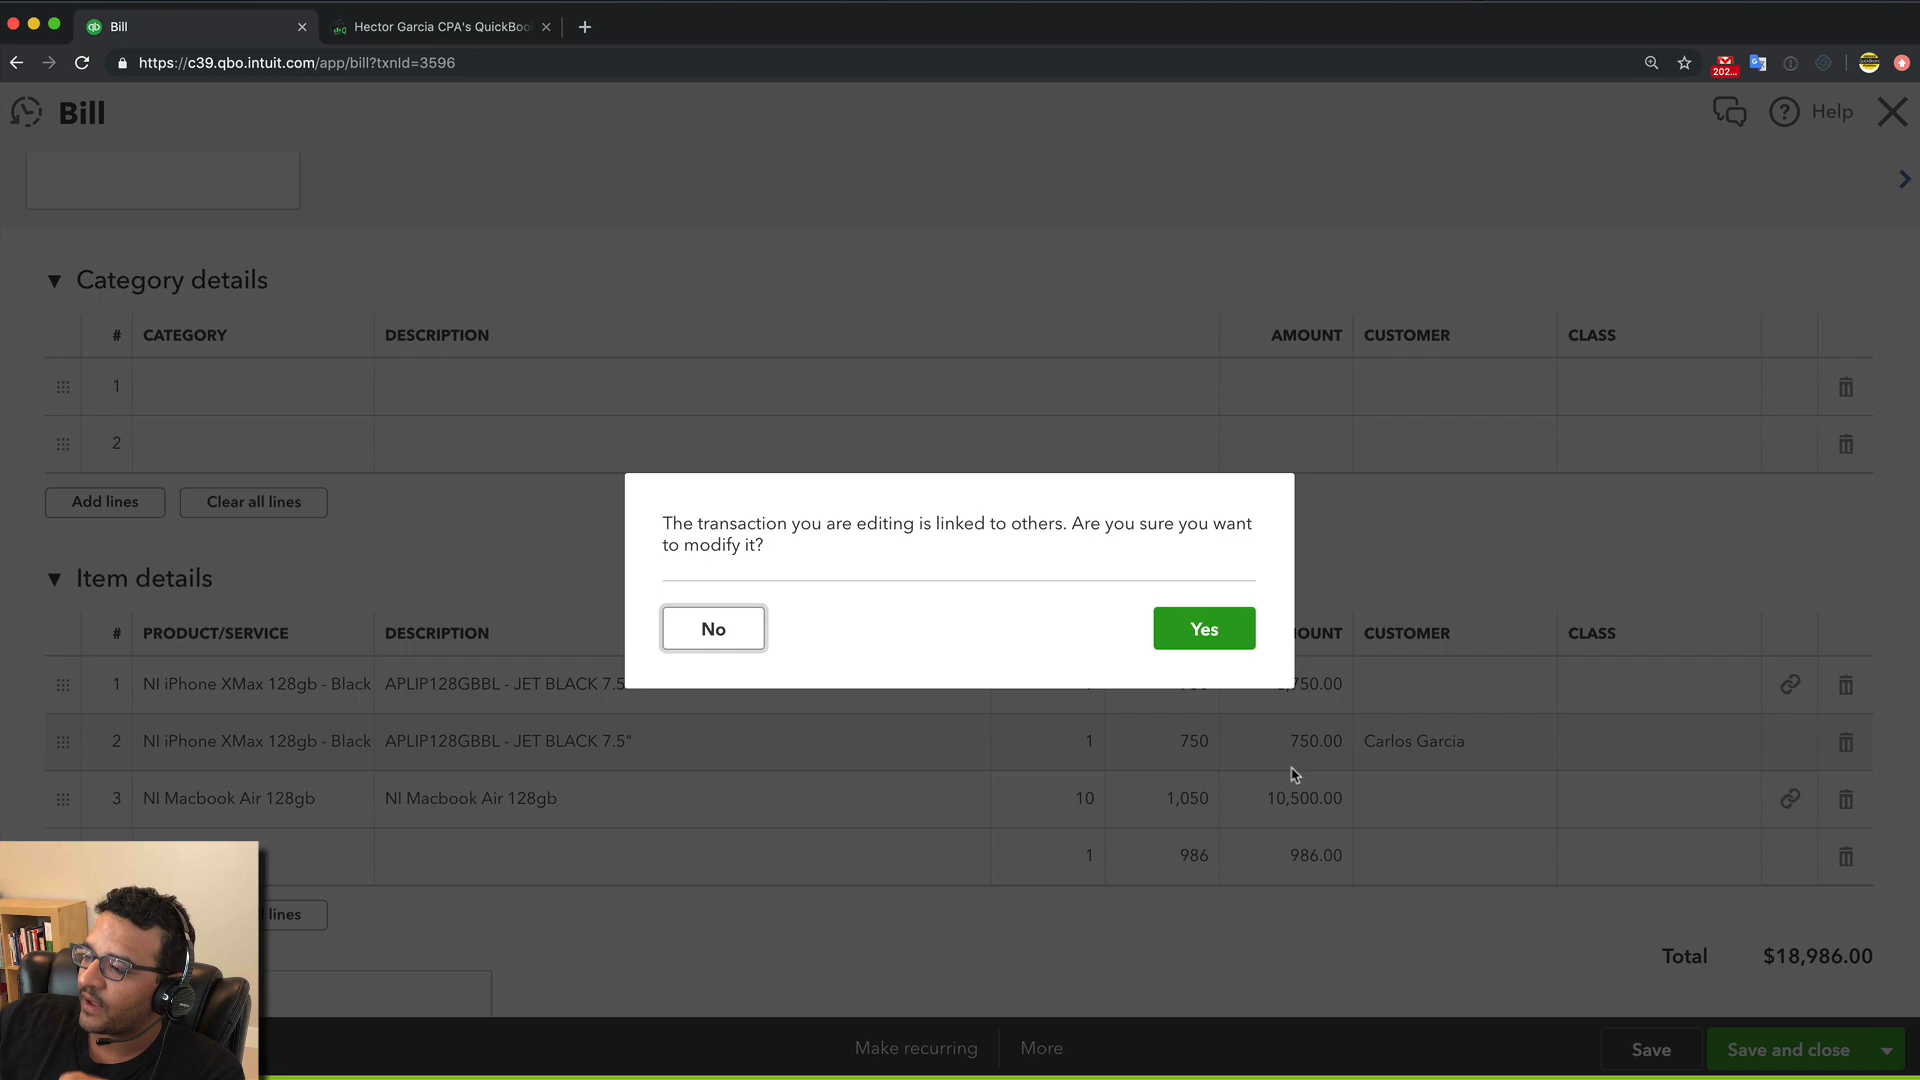 Bill
Hector Garcia CPA's QuickBoo
https://c39.qbo.intuit.com/app/bill?txnId=3596
202...
Bill
Help
Category details
# CATEGORY DESCRIPTION AMOUNT CUSTOMER CLASS
1
2
Add lines Clear all lines
The transaction you are editing is linked to others. Are you sure you want
to modify it?
No Yes
Item details
# PRODUCT/SERVICE DESCRIPTION OUNT CUSTOMER CLASS
1 NI iPhone XMax 128gb - Black APLIP128GBBL - JET BLACK 7.5 ,750.00
2 NI iPhone XMax 128gb - Black APLIP128GBBL - JET BLACK 7.5" 1 750 750.00 Carlos Garcia
3 NI Macbook Air 128gb NI Macbook Air 128gb 10 1,050 10,500.00
1 986 986.00
lines
Total $18,986.00
Make recurring More
Save Save and close